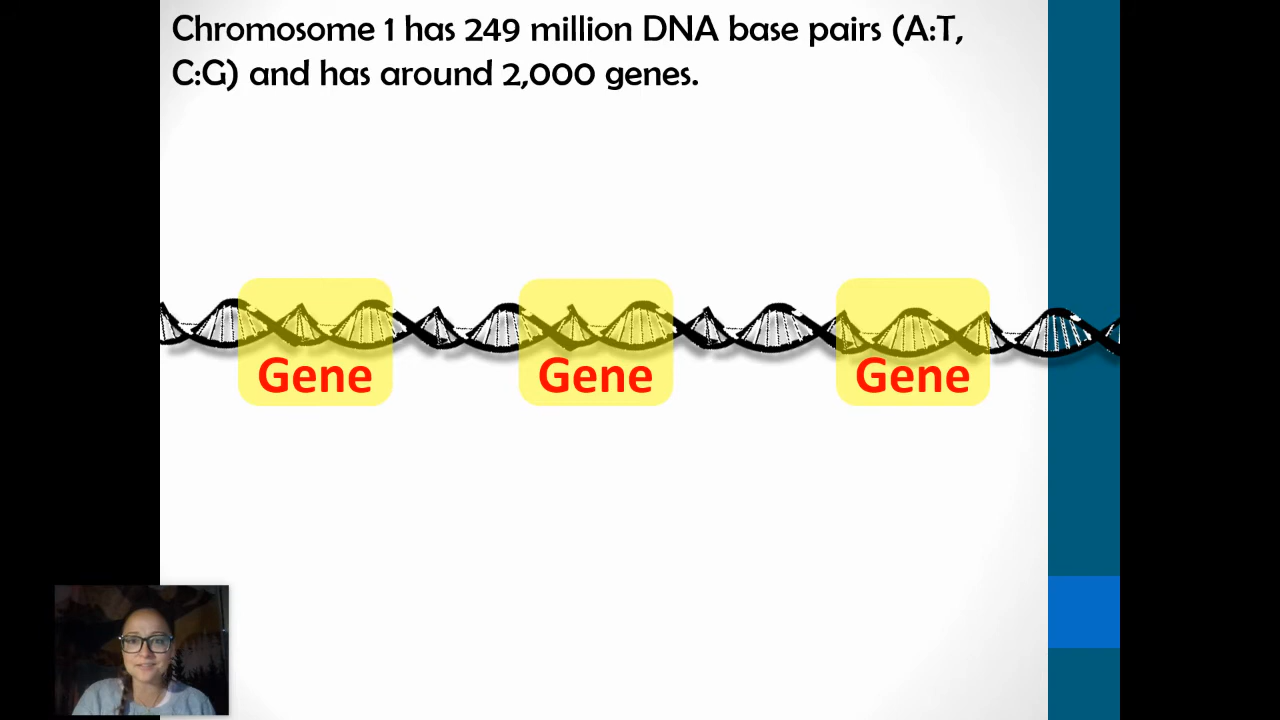 Chromosome 1 has 249 million DNA base pairs (A:T,
C:G) and has around 2,000 genes.
Gene
Gene
Gene